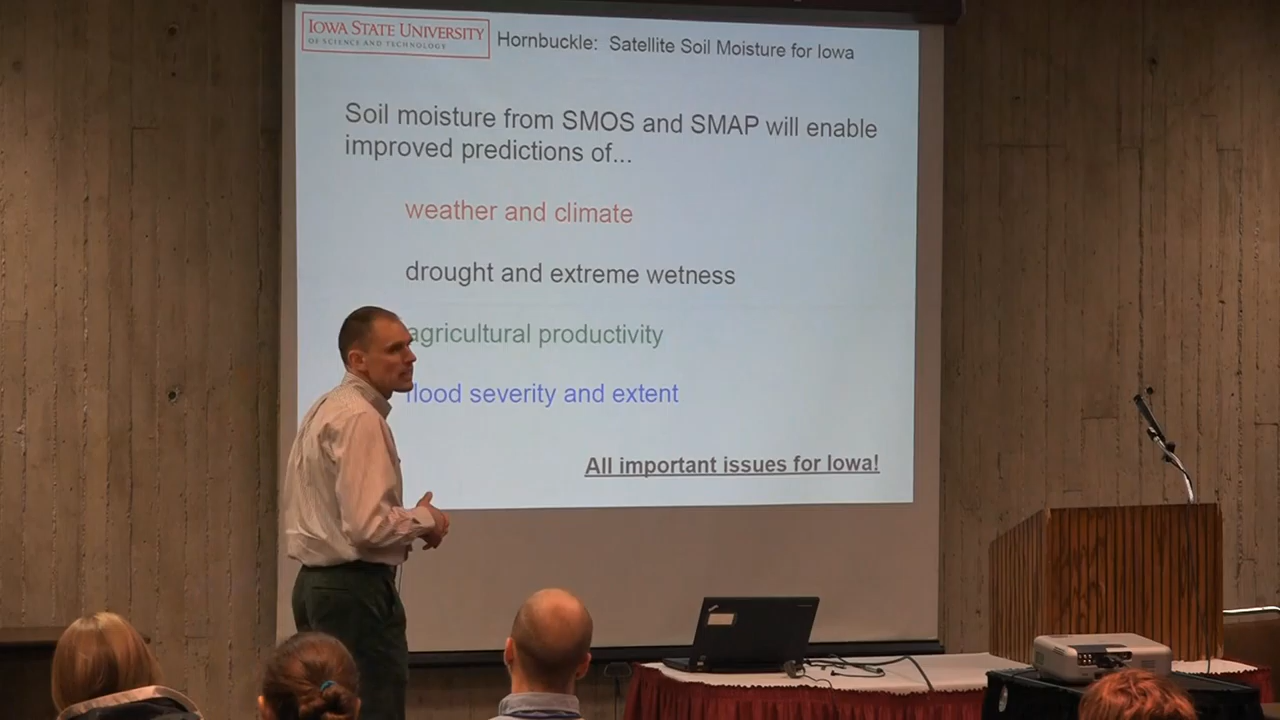 IOWA STATE UNIVERSITY
OF SCIENCE AND TECHNOLOGY
Hornbuckle: Satellite Soil Moisture for Iowa
Soil moisture from SMOS and SMAP will enable
improved predictions of...
weather and climate
drought and extreme wetness
agricultural productivity
flood severity and extent
All important issues for Iowa!